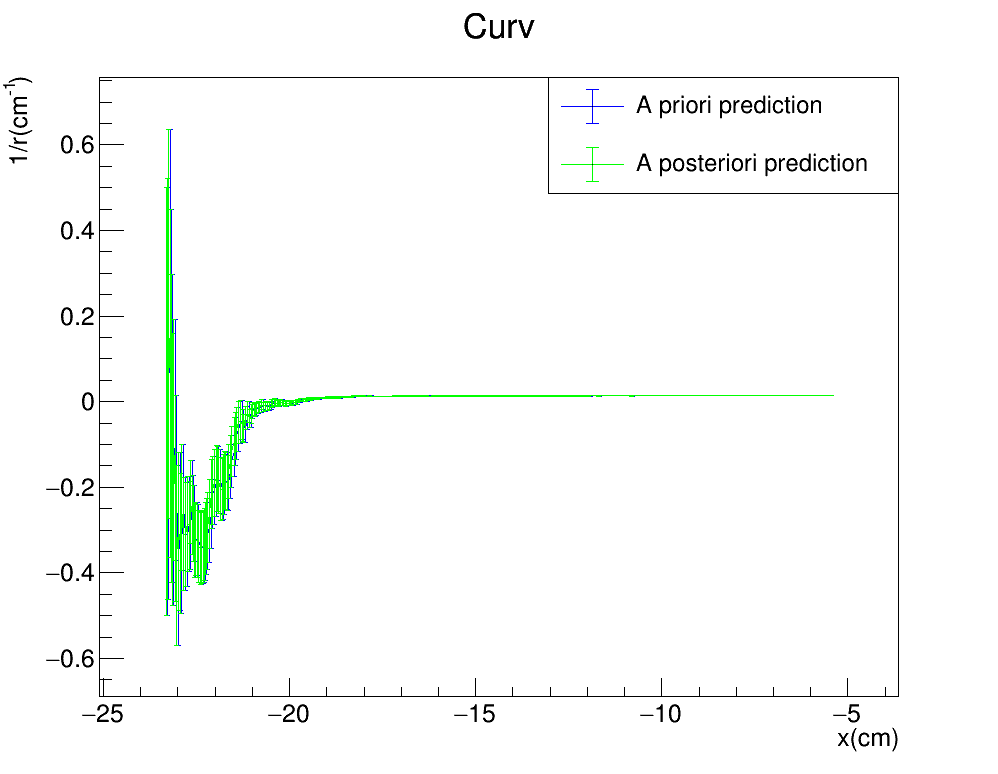 Curv
1/r(cm⁻¹)
A priori prediction
A posteriori prediction
0.6
0.4
0.2
0
−0.2
−0.4
−0.6
−25 −20 −15 −10 −5
x(cm)